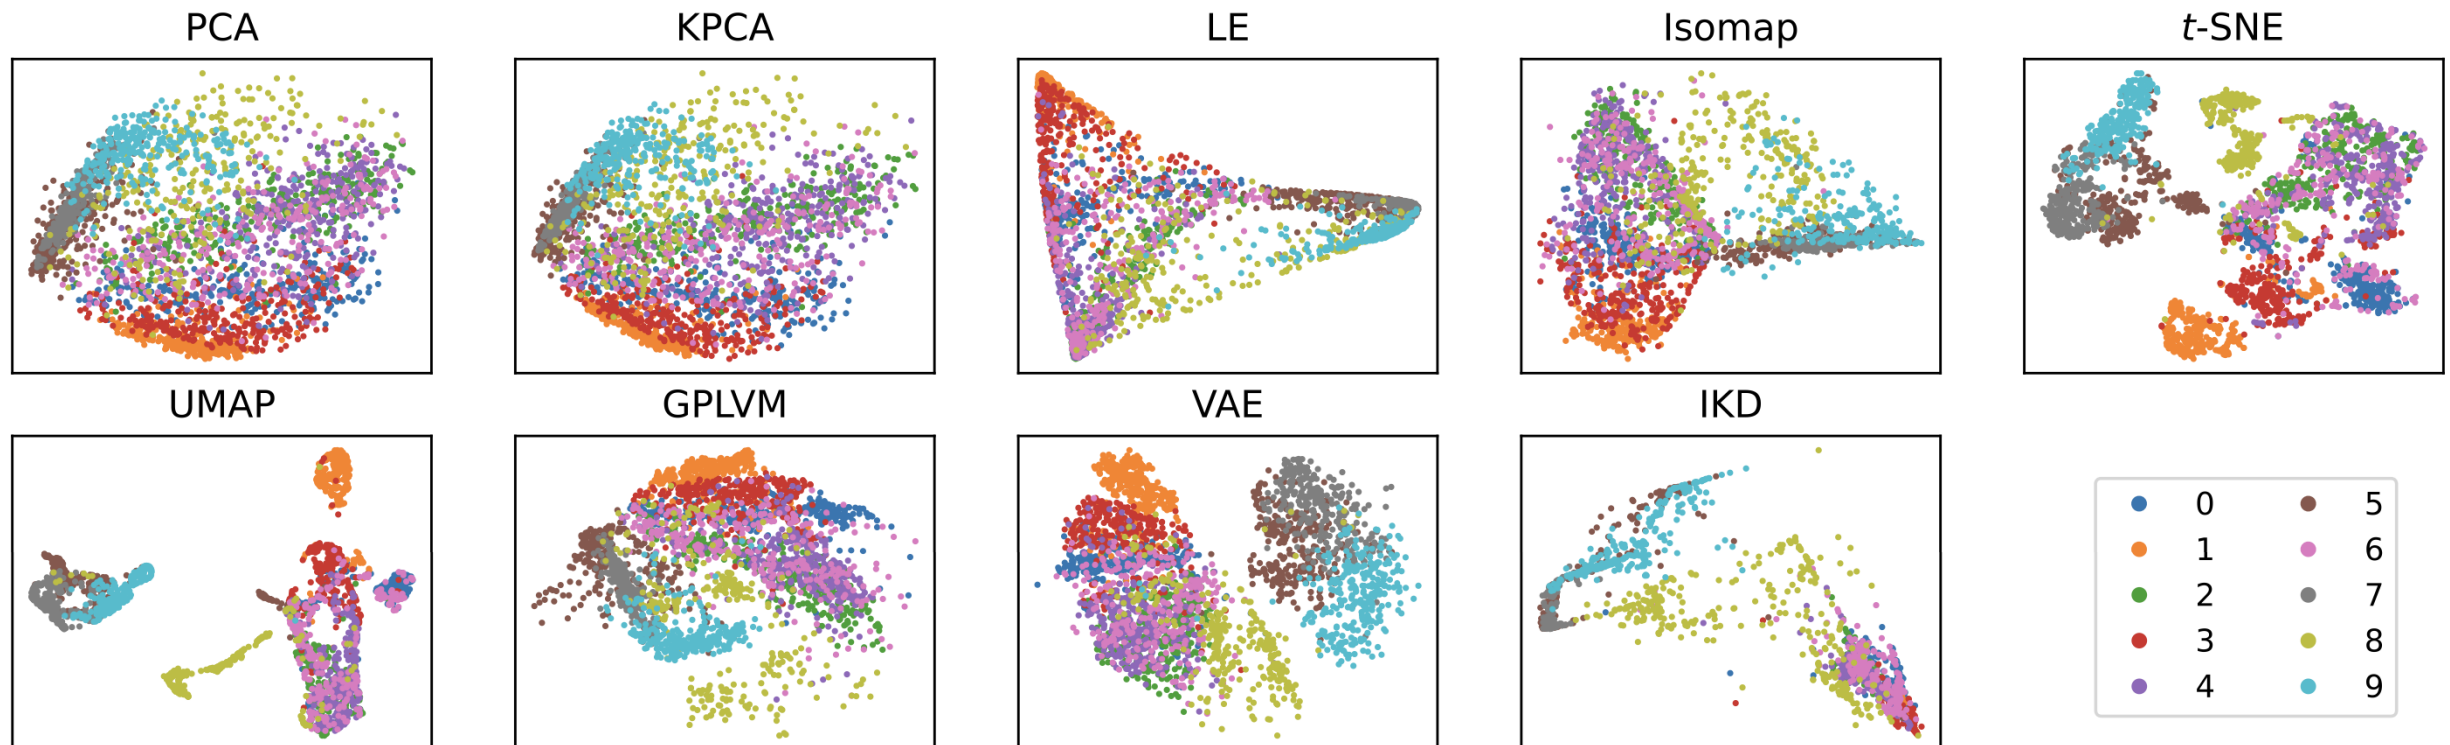 PCA KPCA LE Isomap t-SNE
UMAP GPLVM VAE IKD
0 5
1 6
2 7
3 8
4 9